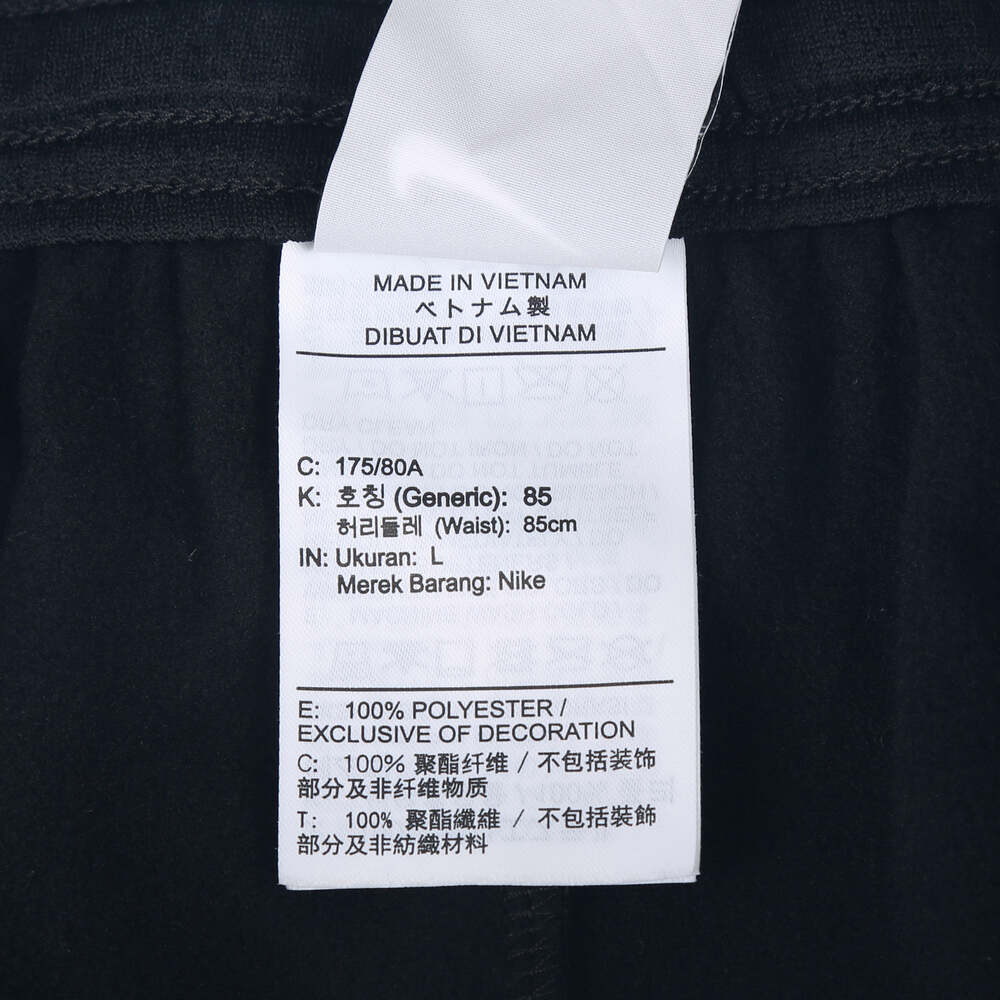 MADE IN VIETNAM
ベトナム製
DIBUAT DI VIETNAM
C: 175/80A
K: 호칭 (Generic): 85
허리둘레 (Waist): 85cm
IN: Ukuran: L
Merek Barang: Nike
E: 100% POLYESTER /
EXCLUSIVE OF DECORATION
C: 100% 聚酯纤维 / 不包括装饰
部分及非纤维物质
T: 100% 聚酯纖維 / 不包括裝飾
部分及非紡織材料